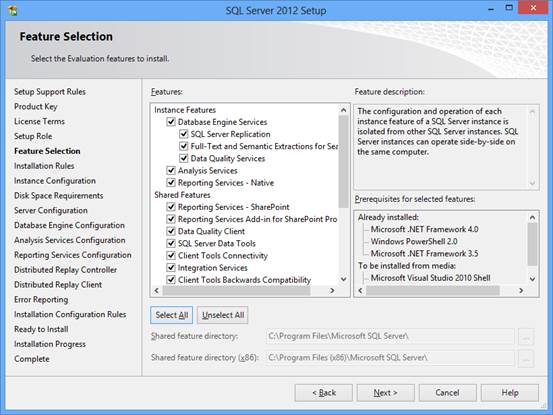 SQL Server 2012 Setup
Feature Selection
Select the Evaluation features to install.
Setup Support Rules
Product Key
License Terms
Setup Role
Feature Selection
Installation Rules
Instance Configuration
Disk Space Requirements
Server Configuration
Database Engine Configuration
Analysis Services Configuration
Reporting Services Configuration
Distributed Replay Controller
Distributed Replay Client
Error Reporting
Installation Configuration Rules
Ready to Install
Installation Progress
Complete
Features:
Instance Features
Database Engine Services
SQL Server Replication
Full-Text and Semantic Extractions for Sea
Data Quality Services
Analysis Services
Reporting Services - Native
Shared Features
Reporting Services - SharePoint
Reporting Services Add-in for SharePoint Pro
Data Quality Client
SQL Server Data Tools
Client Tools Connectivity
Integration Services
Client Tools Backwards Compatibility
Feature description:
The configuration and operation of each
instance feature of a SQL Server instance is
isolated from other SQL Server instances. SQL
Server instances can operate side-by-side on
the same computer.
Prerequisites for selected features:
Already installed:
Microsoft .NET Framework 4.0
Windows PowerShell 2.0
Microsoft .NET Framework 3.5
To be installed from media:
Microsoft Visual Studio 2010 Shell
Select All
Unselect All
Shared feature directory:
C:\Program Files\Microsoft SQL Server\
...
Shared feature directory (x86):
C:\Program Files (x86)\Microsoft SQL Server\
...
< Back
Next >
Cancel
Help